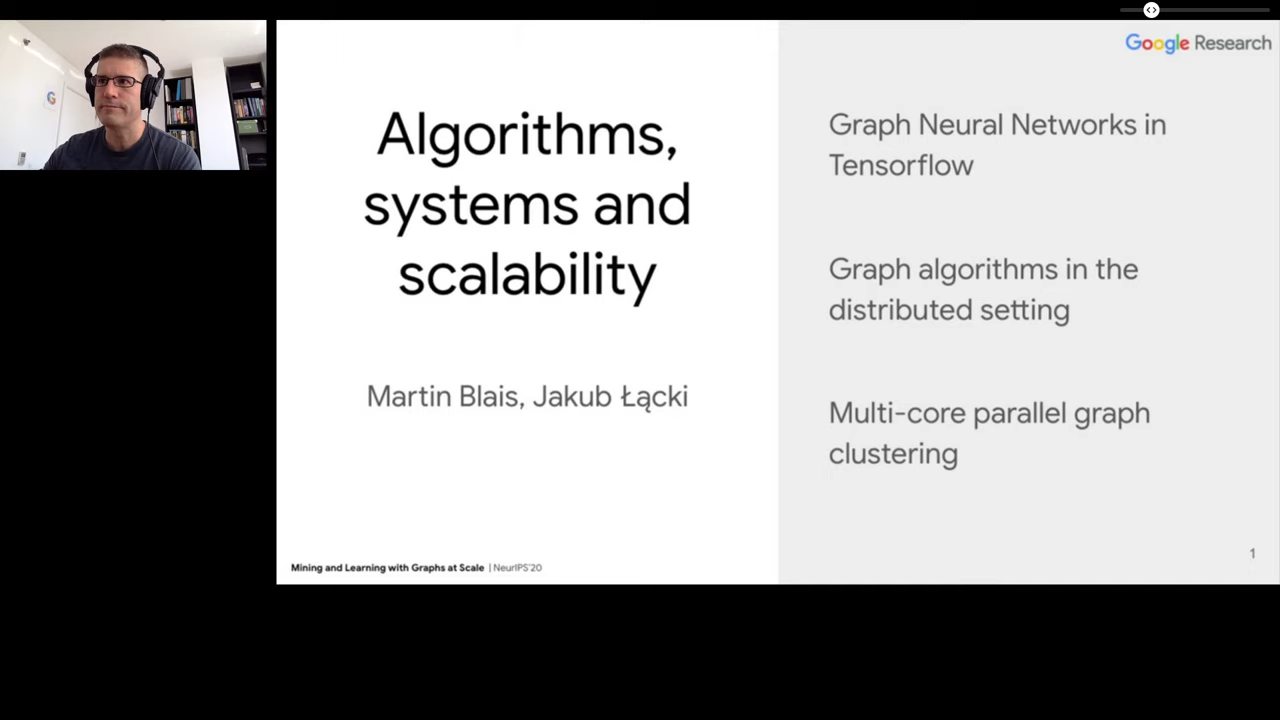 Google Research
Algorithms,
systems and
scalability
Martin Blais, Jakub Łącki
Graph Neural Networks in
Tensorflow
Graph algorithms in the
distributed setting
Multi-core parallel graph
clustering
Mining and Learning with Graphs at Scale | NeurIPS'20
1